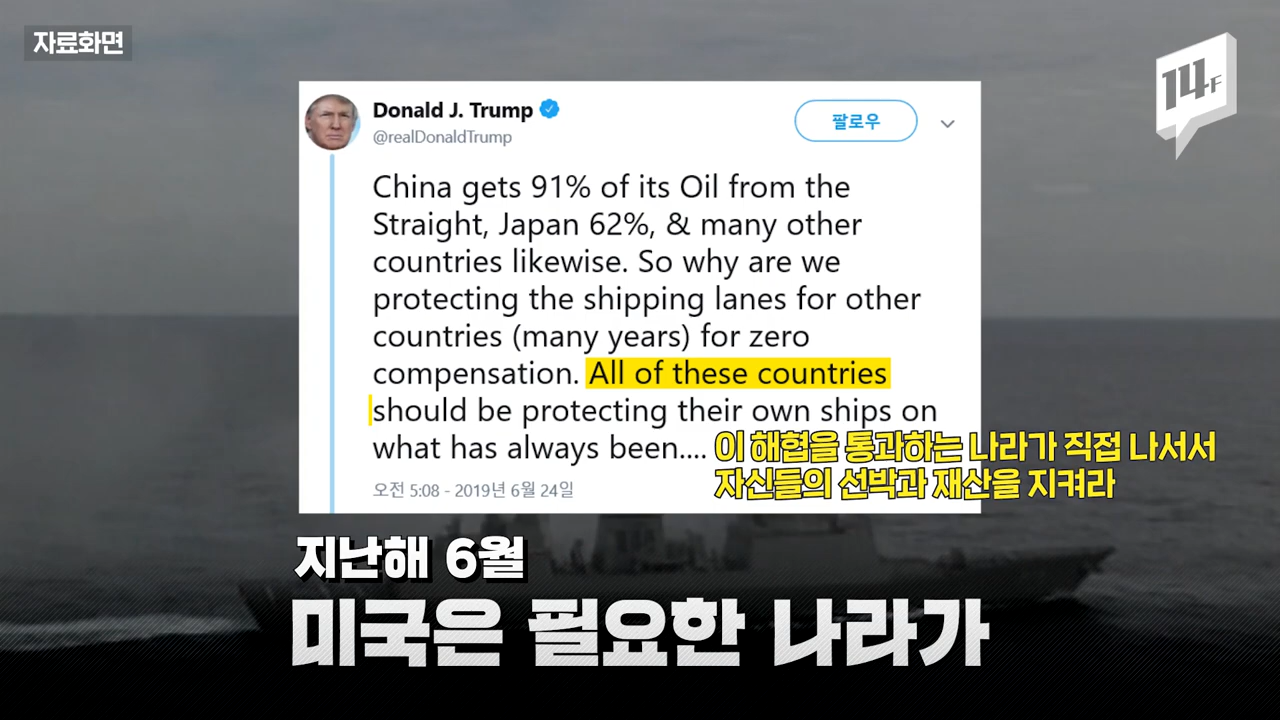 자료화면
14F
Donald J. Trump
@realDonaldTrump
팔로우
China gets 91% of its Oil from the
Straight, Japan 62%, & many other
countries likewise. So why are we
protecting the shipping lanes for other
countries (many years) for zero
compensation. All of these countries
should be protecting their own ships on
what has always been....
이 해협을 통과하는 나라가 직접 나서서
자신들의 선박과 재산을 지켜라
오전 5:08 - 2019년 6월 24일
지난해 6월
미국은 필요한 나라가